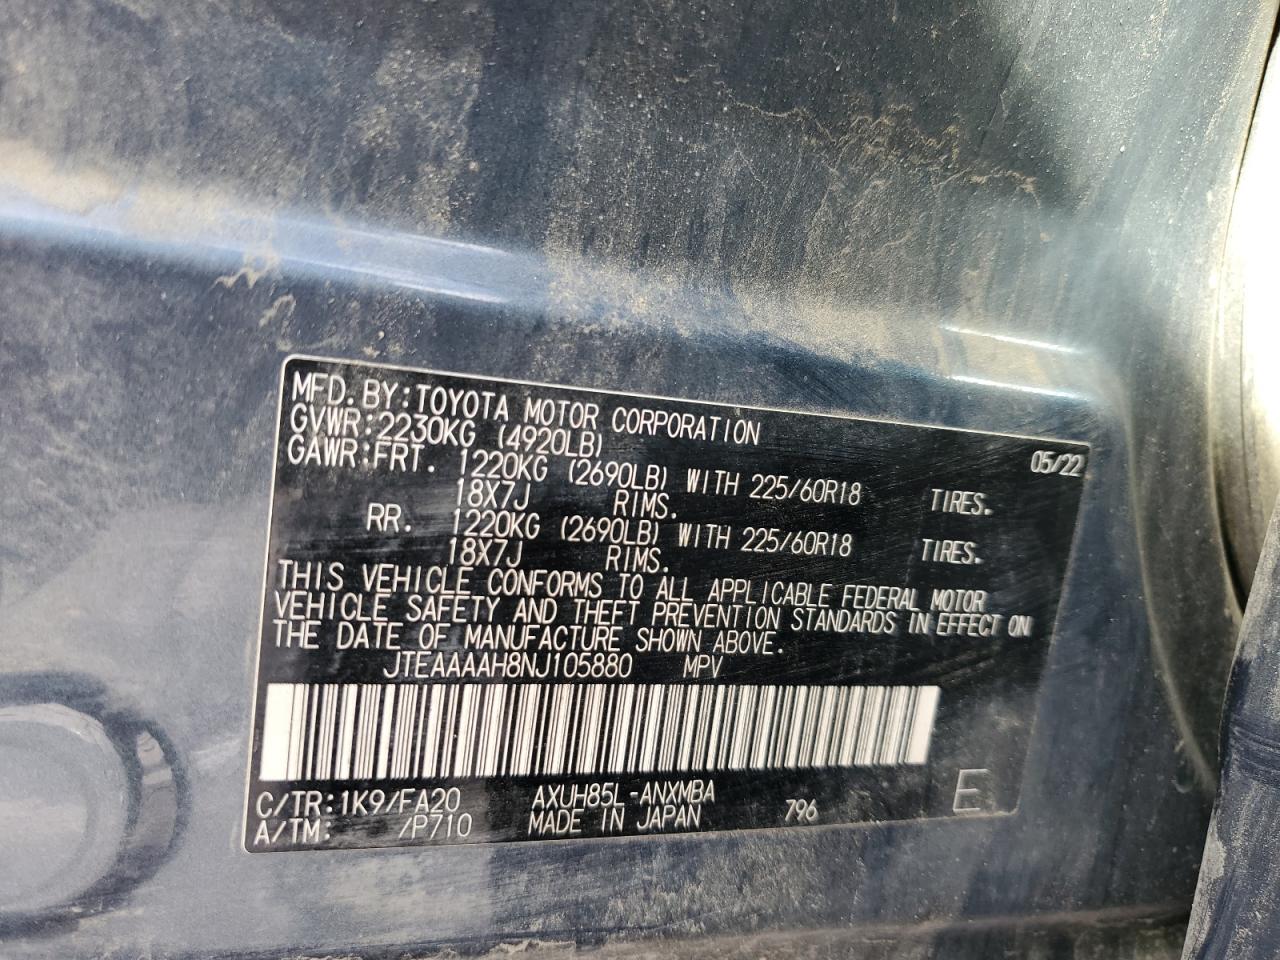 MFD. BY: TOYOTA MOTOR CORPORATION 05/22
GVWR: 2230KG (4920LB)
GAWR: FRT. 1220KG (2690LB) WITH 225/60R18 TIRES.
18X7J RIMS.
RR. 1220KG (2690LB) WITH 225/60R18 TIRES.
18X7J RIMS.
THIS VEHICLE CONFORMS TO ALL APPLICABLE FEDERAL MOTOR
VEHICLE SAFETY AND THEFT PREVENTION STANDARDS IN EFFECT ON
THE DATE OF MANUFACTURE SHOWN ABOVE.
JTEAAAAH8NJ105880 MPV
C/TR: 1K9/FA20 AXUH85L-ANXMBA 796 E
A/TM: /P710 MADE IN JAPAN